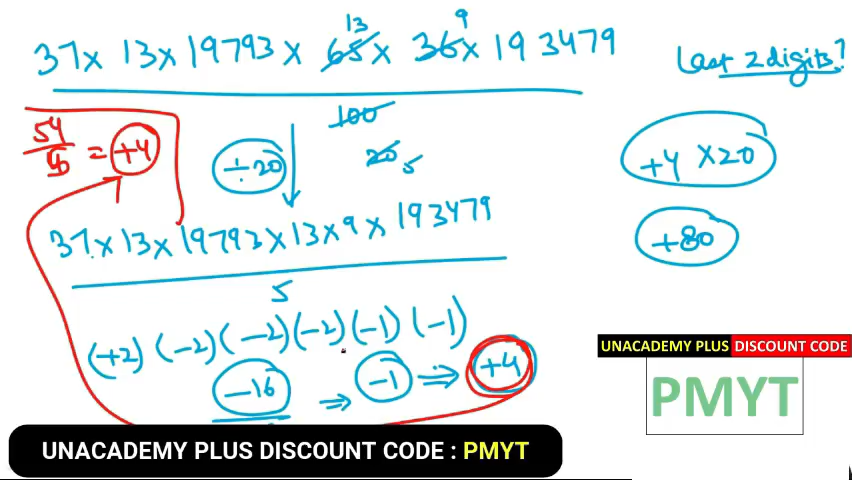 13 9
37 x 13 x 19793 x 65 x 36 x 193479
Last 2 digits?
100
20 5
54/5 = +4
÷20
+4 x 20
+80
37 x 13 x 19793 x 13 x 9 x 193479
5
(+2) (-2) (-2) (-2) (-1) (-1)
-16 ⇒ -1 ⇒ +4
UNACADEMY PLUS DISCOUNT CODE
PMYT
UNACADEMY PLUS DISCOUNT CODE : PMYT